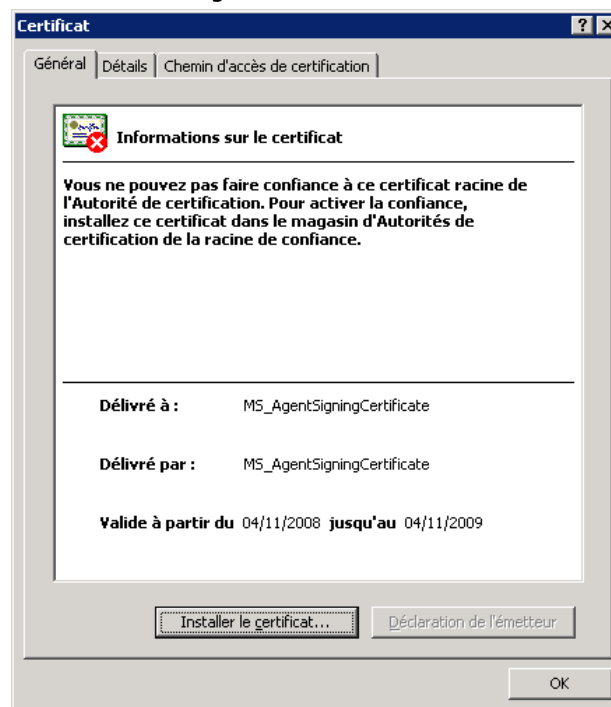 Certificat
Général Détails Chemin d'accès de certification
Informations sur le certificat
Vous ne pouvez pas faire confiance à ce certificat racine de
l'Autorité de certification. Pour activer la confiance,
installez ce certificat dans le magasin d'Autorités de
certification de la racine de confiance.
Délivré à : MS_AgentSigningCertificate
Délivré par : MS_AgentSigningCertificate
Valide à partir du 04/11/2008 jusqu'au 04/11/2009
Installer le certificat... Déclaration de l'émetteur
OK